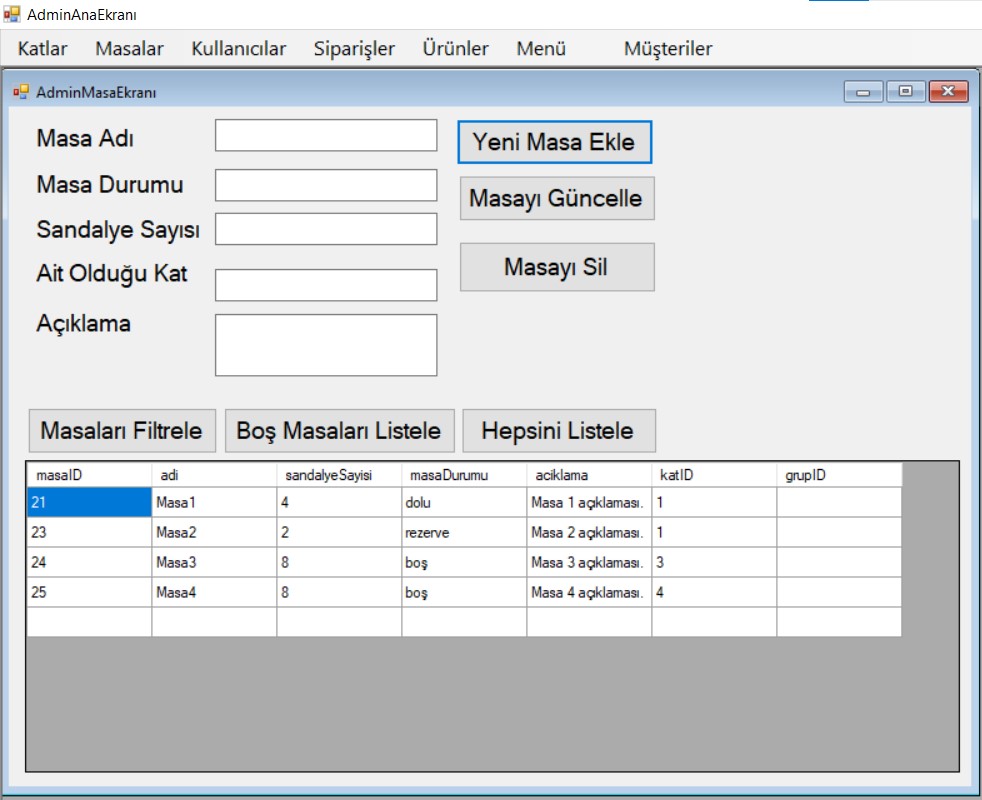 AdminAnaEkranı
Katlar Masalar Kullanıcılar Siparişler Ürünler Menü Müşteriler
AdminMasaEkranı
Masa Adı Yeni Masa Ekle
Masa Durumu Masayı Güncelle
Sandalye Sayısı
Ait Olduğu Kat Masayı Sil
Açıklama
Masaları Filtrele Boş Masaları Listele Hepsini Listele
masaID adi sandalyeSayisi masaDurumu aciklama katID grupID
21 Masa1 4 dolu Masa 1 açıklaması. 1
23 Masa2 2 rezerve Masa 2 açıklaması. 1
24 Masa3 8 boş Masa 3 açıklaması. 3
25 Masa4 8 boş Masa 4 açıklaması. 4